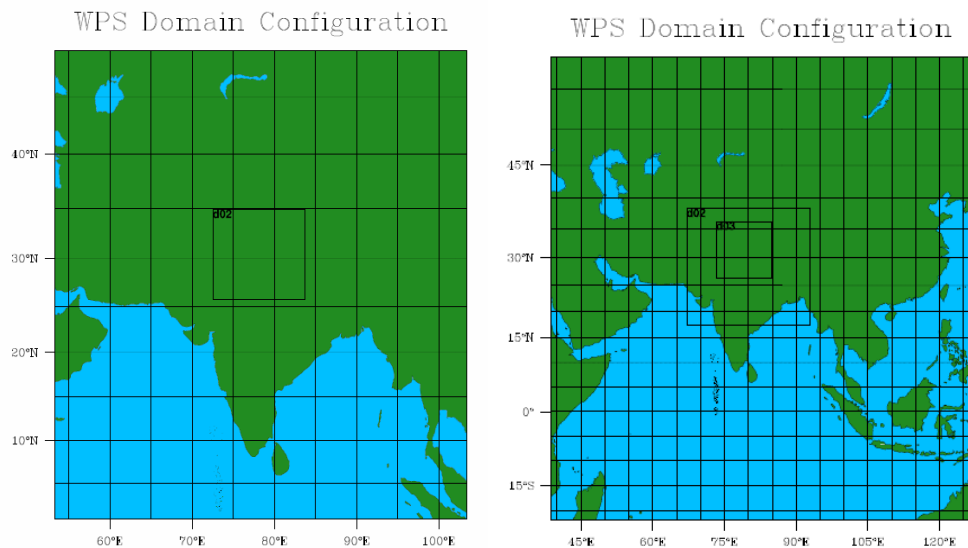 WPS Domain Configuration
40°N
30°N
20°N
10°N
d02
60°E
70°E
80°E
90°E
100°E
WPS Domain Configuration
45°N
30°N
15°N
0°
15°S
d02
d03
45°E
60°E
75°E
90°E
105°E
120°E